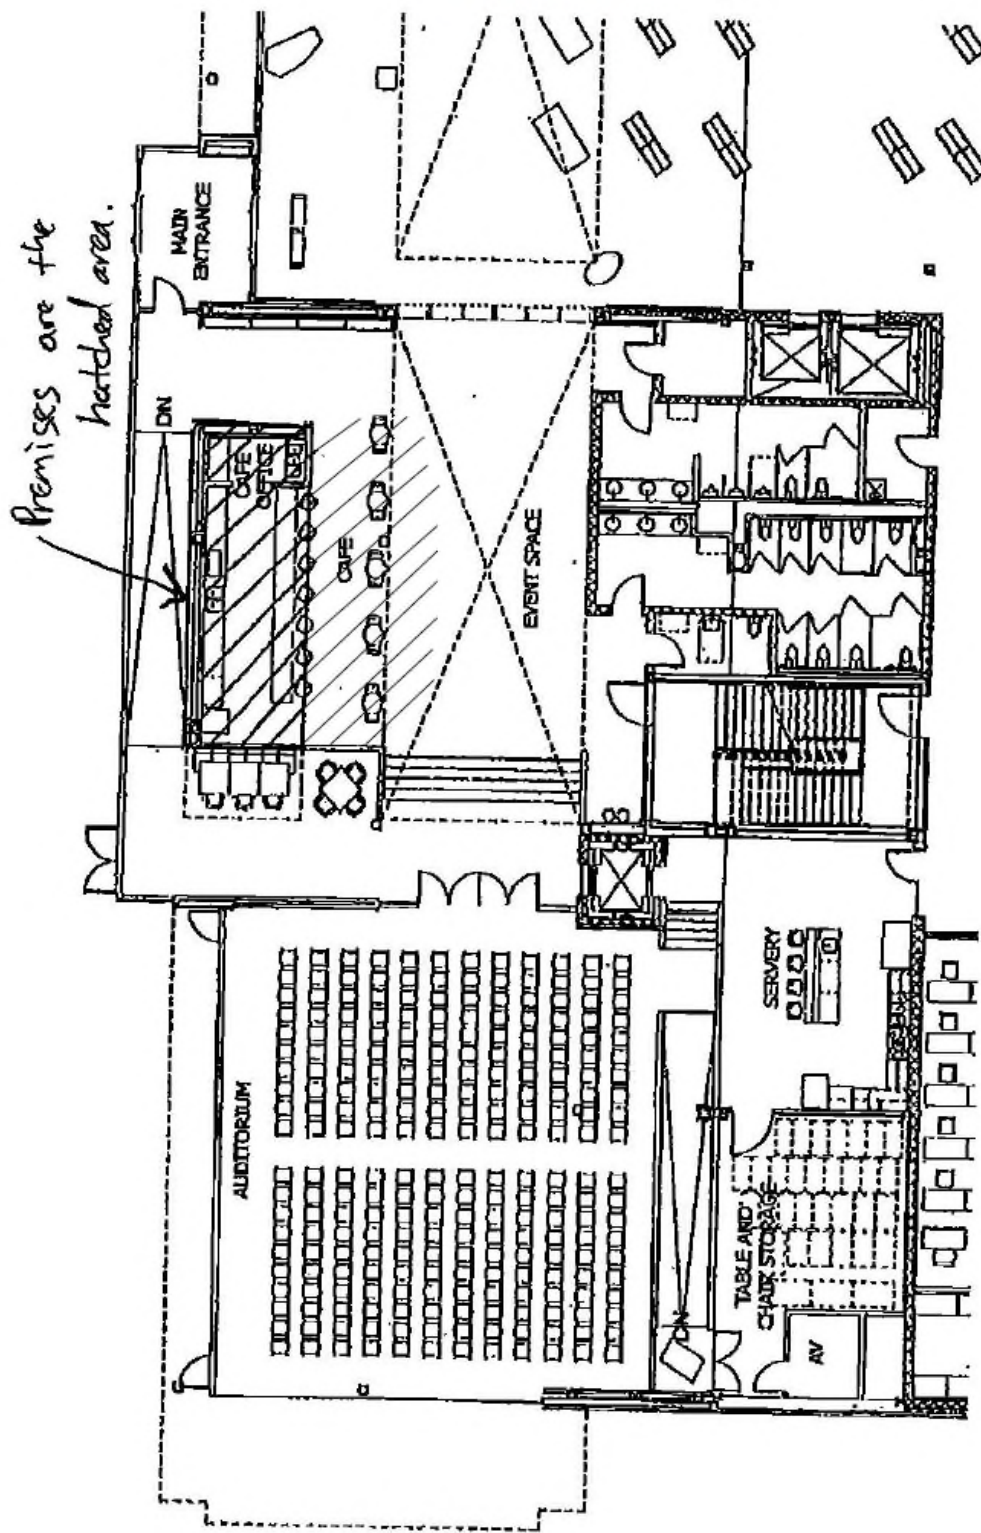 Premises are the
hatched area.
MAIN
ENTRANCE
DN
CAFE
OFFICE
CAFE
EVENT SPACE
AUDITORIUM
SERVERY
TABLE AND
CHAIR STORAGE
DN
AV